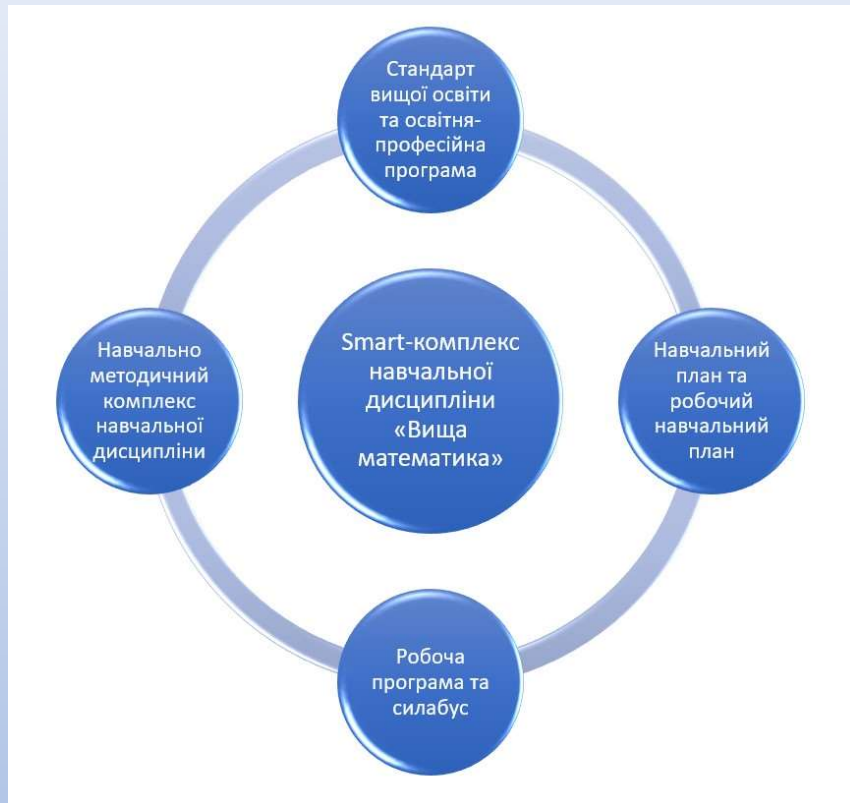 Стандарт
вищої освіти
та освітня-
професійна
програма
Навчально
методичний
комплекс
навчальної
дисципліни
Smart-комплекс
навчальної
дисципліни
«Вища
математика»
Навчальний
план та
робочий
навчальний
план
Робоча
програма та
силабус